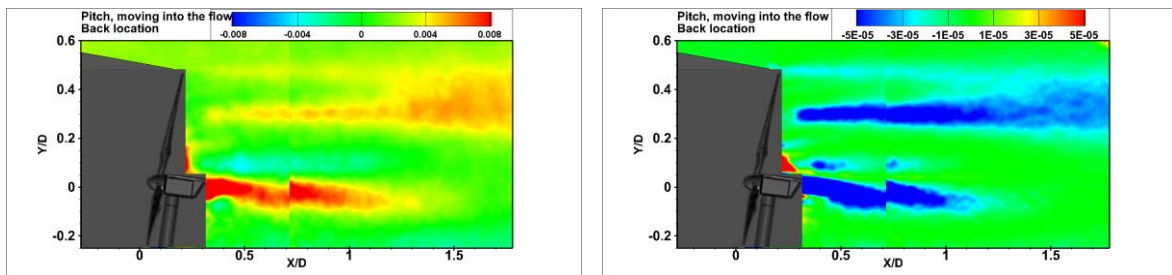 Pitch, moving into the flow
Back location
-0.008 -0.004 0 0.004 0.008
0.6
0.4
0.2
0
-0.2
Y/D
0 0.5 1 1.5
X/D
Pitch, moving into the flow
Back location
-5E-05 -3E-05 -1E-05 1E-05 3E-05 5E-05
0.6
0.4
0.2
0
-0.2
Y/D
0 0.5 1 1.5
X/D